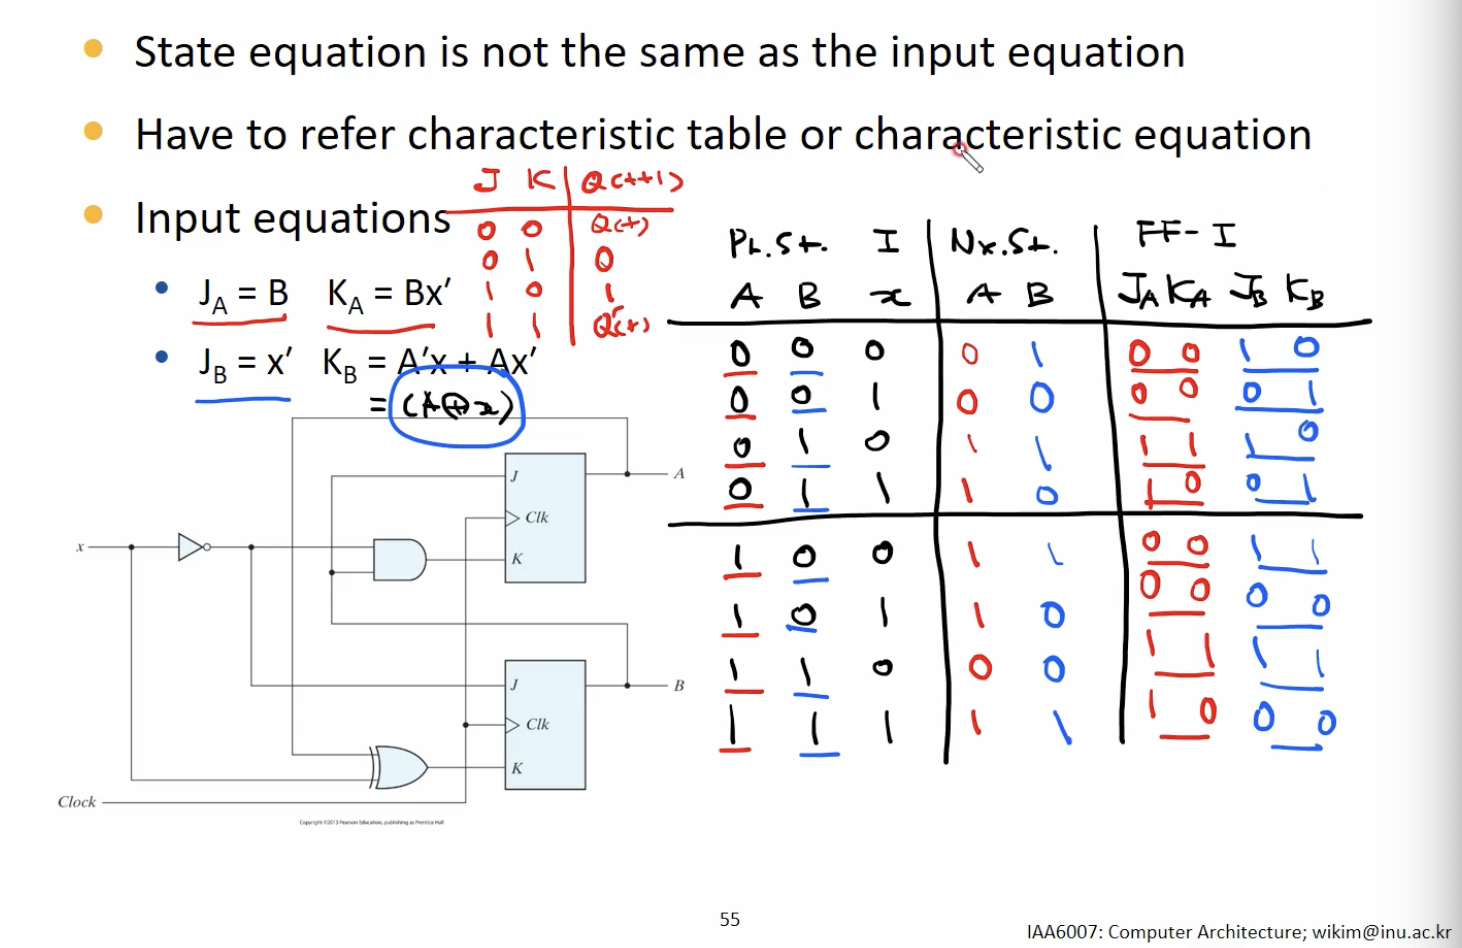 State equation is not the same as the input equation
Have to refer characteristic table or characteristic equation
Input equations
J K Q(t+1)
0 0 Q(t)
0 1 0
1 0 1
1 1 Q'(t)
J_A = B K_A = Bx′
J_B = x′ K_B = A′x + Ax′
= (A⊕x)
Pr. St. I Nx. St. FF-I
A B x A B J_A K_A J_B K_B
0 0 0 0 1 0 0 1 0
0 0 1 0 0 0 0 0 1
0 1 0 1 1 1 1 1 0
0 1 1 1 0 1 0 0 1
1 0 0 1 1 0 0 1 1
1 0 1 1 0 0 0 0 0
1 1 0 0 0 1 1 1 1
1 1 1 1 1 1 0 0 0
J
A
Clk
x
K
J
B
Clk
K
Clock
Copyright ©2013 Pearson Education, publishing as Prentice Hall
55
IAA6007: Computer Architecture; wikim@inu.ac.kr